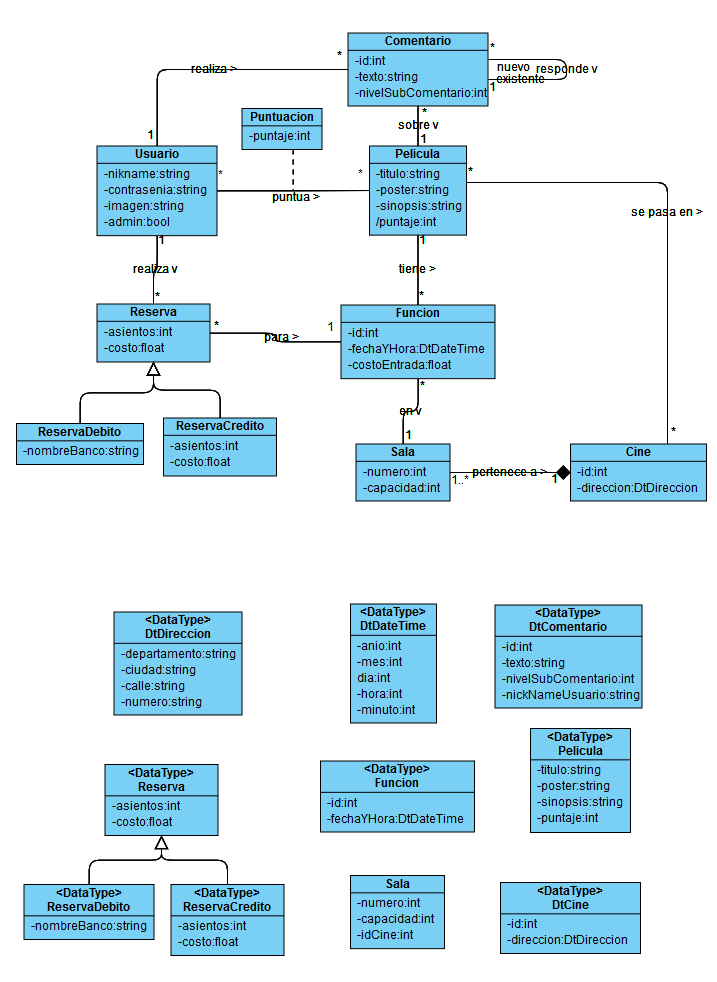 Comentario
-id:int
-texto:string
-nivelSubComentario:int
*
*
nuevo
responde v
existente
1
realiza >
1
*
sobre v
1
Puntuacion
-puntaje:int
Usuario
-nikname:string
-contrasenia:string
-imagen:string
-admin:bool
*
*
puntua >
Pelicula
-titulo:string
-poster:string
-sinopsis:string
/puntaje:int
*
se pasa en >
1
realiza v
*
1
tiene >
*
Reserva
-asientos:int
-costo:float
*
para >
1
Funcion
-id:int
-fechaYHora:DtDateTime
-costoEntrada:float
*
en v
1
ReservaDebito
-nombreBanco:string
ReservaCredito
-asientos:int
-costo:float
Sala
-numero:int
-capacidad:int
1..*
pertenece a >
1
*
Cine
-id:int
-direccion:DtDireccion
<DataType>
DtDireccion
-departamento:string
-ciudad:string
-calle:string
-numero:string
<DataType>
DtDateTime
-anio:int
-mes:int
dia:int
-hora:int
-minuto:int
<DataType>
DtComentario
-id:int
-texto:string
-nivelSubComentario:int
-nickNameUsuario:string
<DataType>
Reserva
-asientos:int
-costo:float
<DataType>
Funcion
-id:int
-fechaYHora:DtDateTime
<DataType>
Pelicula
-titulo:string
-poster:string
-sinopsis:string
-puntaje:int
<DataType>
ReservaDebito
-nombreBanco:string
<DataType>
ReservaCredito
-asientos:int
-costo:float
Sala
-numero:int
-capacidad:int
-idCine:int
<DataType>
DtCine
-id:int
-direccion:DtDireccion